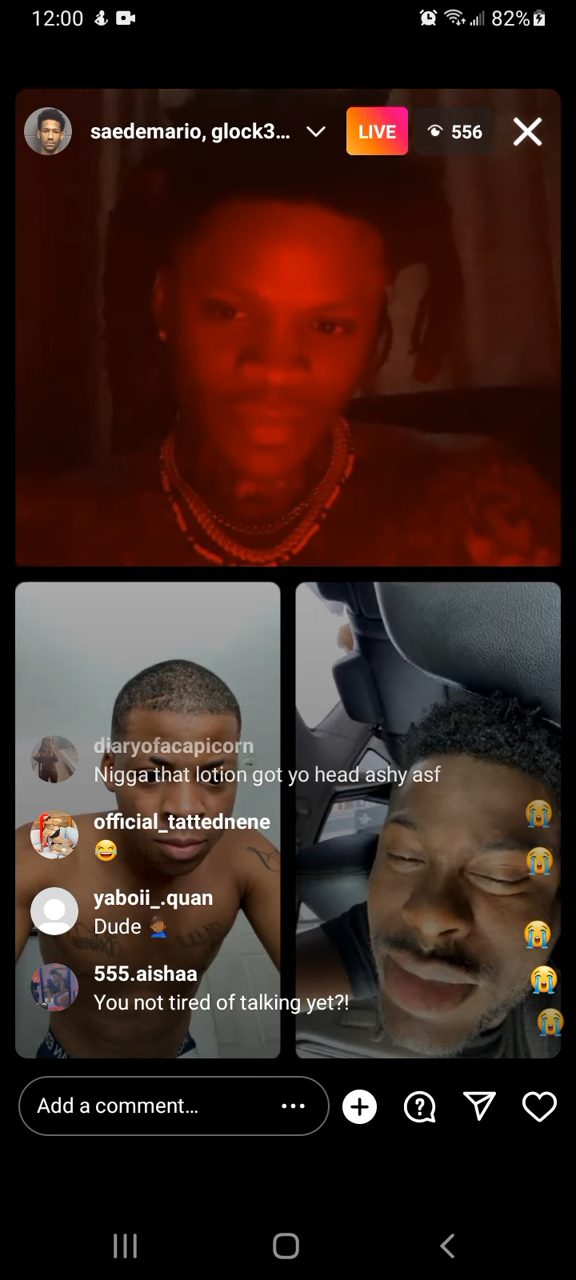 12:00
82%
saedemario, glock3...
LIVE
556
diaryofacapicorn
Nigga that lotion got yo head ashy asf
official_tattednene
yaboii_.quan
Dude
555.aishaa
You not tired of talking yet?!
Add a comment...